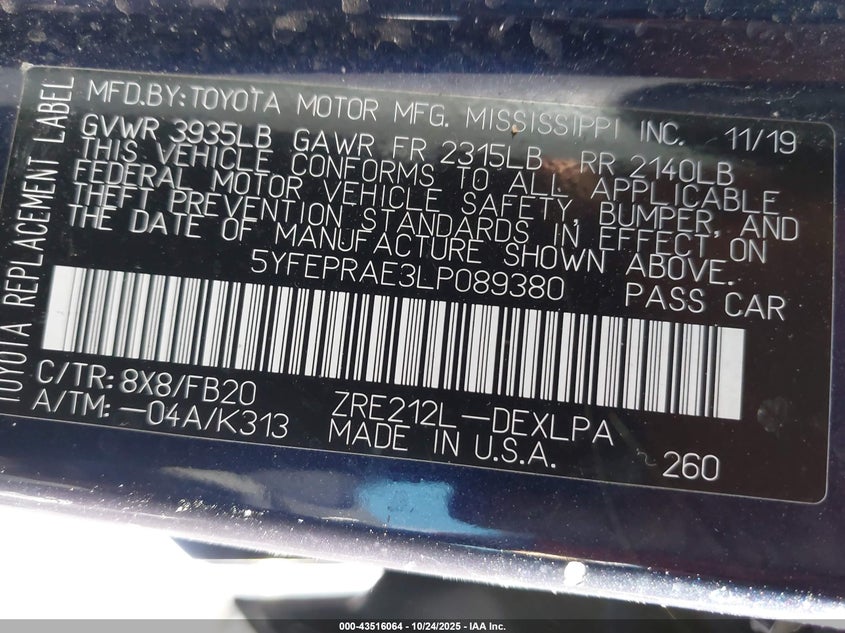 TOYOTA REPLACEMENT LABEL
MFD.BY:TOYOTA MOTOR MFG. MISSISSIPPI INC. 11/19
GVWR 3935LB GAWR FR 2315LB RR 2140LB
THIS VEHICLE CONFORMS TO ALL APPLICABLE
FEDERAL MOTOR VEHICLE SAFETY, BUMPER, AND
THEFT PREVENTION STANDARDS IN EFFECT ON
THE DATE OF MANUFACTURE SHOWN ABOVE.
5YFEPRAE3LP089380 PASS CAR
C/TR: 8X8/FB20 ZRE212L-DEXLPA
A/TM: -04A/K313 MADE IN U.S.A. 260
000-43516064 - 10/24/2025 - IAA Inc.